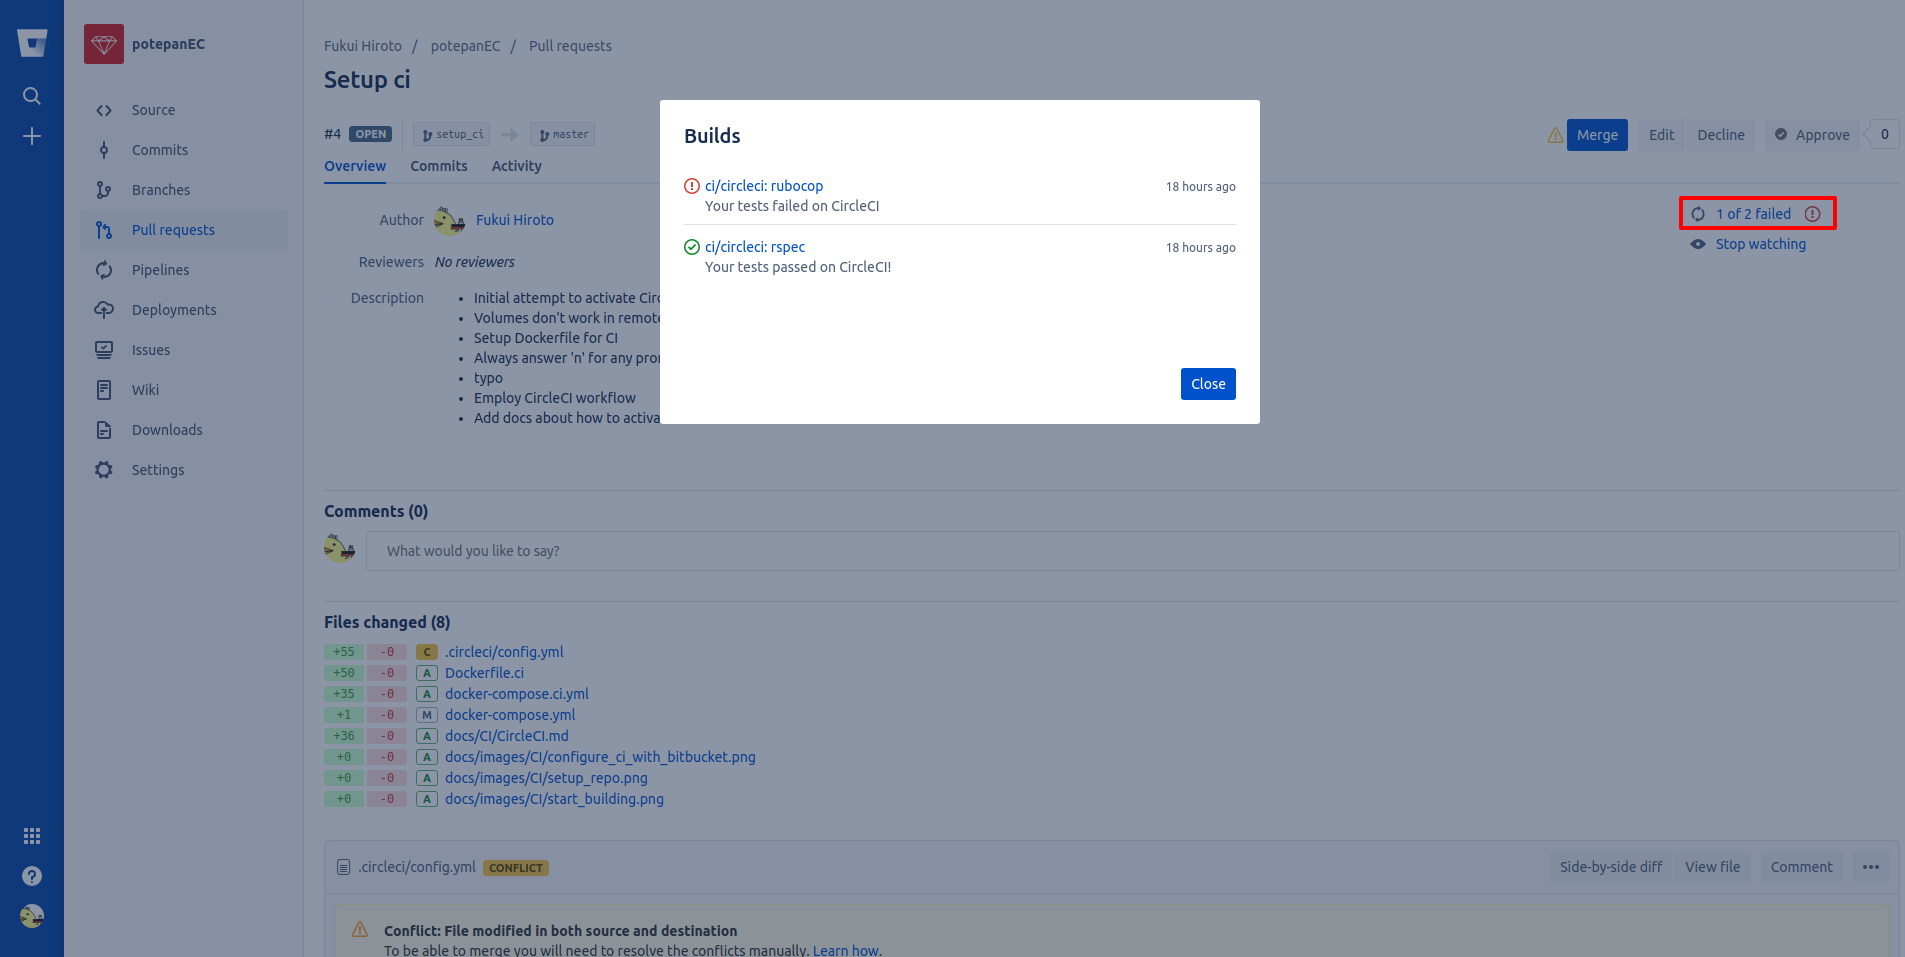 potepanEC
Source
Commits
Branches
Pull requests
Pipelines
Deployments
Issues
Wiki
Downloads
Settings
Fukui Hiroto / potepanEC / Pull requests
Setup ci
#4 OPEN setup_ci master
Merge Edit Decline Approve 0
Overview Commits Activity
Author Fukui Hiroto
1 of 2 failed
Stop watching
Reviewers No reviewers
Description
• Initial attempt to activate Circ
• Volumes don't work in remote
• Setup Dockerfile for CI
• Always answer 'n' for any pro
• typo
• Employ CircleCI workflow
• Add docs about how to activa
Builds
ci/circleci: rubocop 18 hours ago
Your tests failed on CircleCI
ci/circleci: rspec 18 hours ago
Your tests passed on CircleCI!
Close
Comments (0)
What would you like to say?
Files changed (8)
+55 -0 C .circleci/config.yml
+50 -0 A Dockerfile.ci
+35 -0 A docker-compose.ci.yml
+1 -0 M docker-compose.yml
+36 -0 A docs/CI/CircleCI.md
+0 -0 A docs/images/CI/configure_ci_with_bitbucket.png
+0 -0 A docs/images/CI/setup_repo.png
+0 -0 A docs/images/CI/start_building.png
.circleci/config.yml CONFLICT Side-by-side diff View file Comment •••
Conflict: File modified in both source and destination
To be able to merge you will need to resolve the conflicts manually. Learn how.